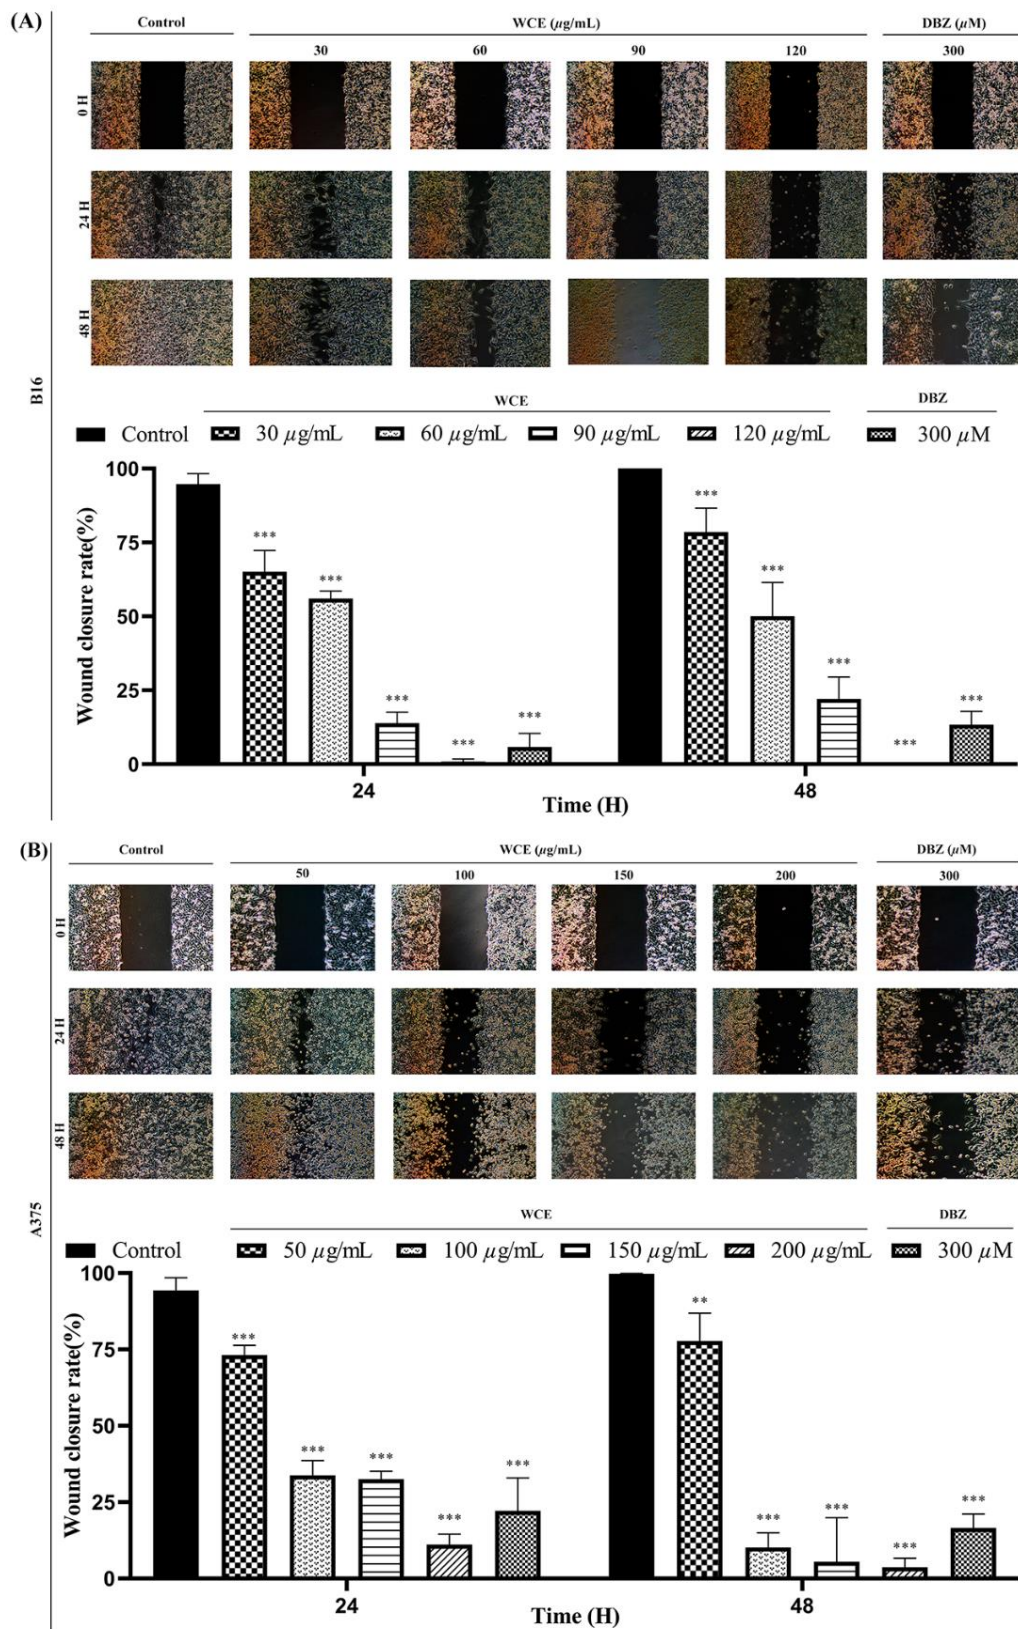 (A)
Control WCE (µg/mL) DBZ (µM)
30 60 90 120 300
0 H
24 H
48 H
B16
WCE DBZ
Control 30 µg/mL 60 µg/mL 90 µg/mL 120 µg/mL 300 µM
Wound closure rate(%)
100
75
50
25
0
*** *** *** *** ***
*** *** *** *** ***
24 48
Time (H)
(B)
Control WCE (µg/mL) DBZ (µM)
50 100 150 200 300
0 H
24 H
48 H
A375
WCE DBZ
Control 50 µg/mL 100 µg/mL 150 µg/mL 200 µg/mL 300 µM
Wound closure rate(%)
100
75
50
25
0
*** *** *** *** ***
** *** *** *** ***
24 48
Time (H)